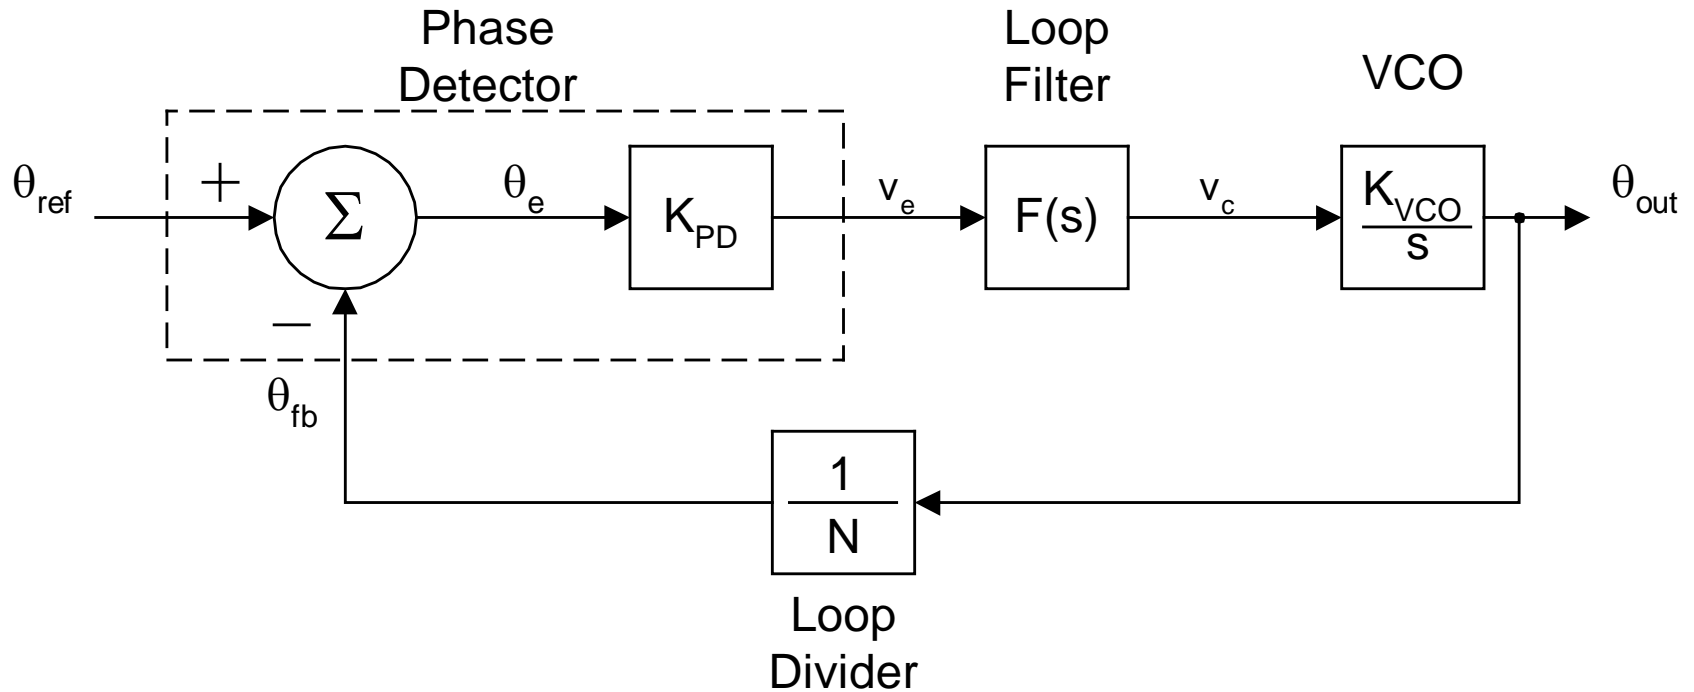 Phase
Detector
Loop
Filter
VCO
θref
+
Σ
θe
KPD
ve
F(s)
vc
KVCO
s
θout
−
θfb
1
N
Loop
Divider